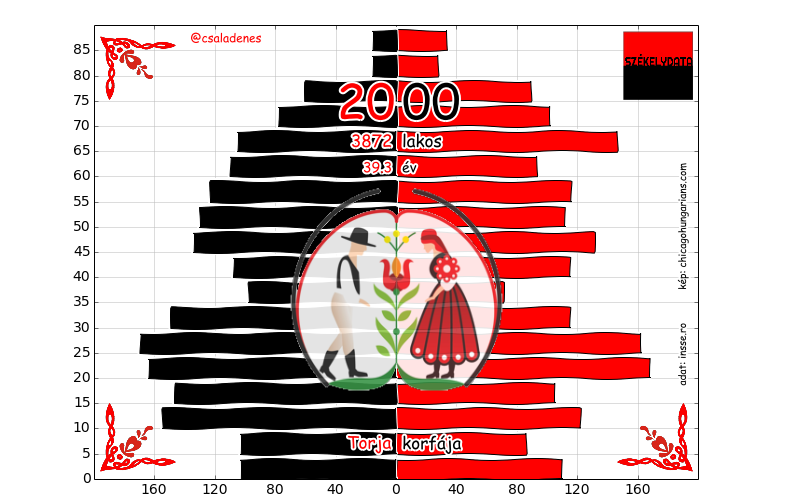 @csaladenes
SZÉKELYDATA
2000
3872 lakos
39.3 év
kép: chicagohungarians.com
adat: insse.ro
Torja korfája
85
80
75
70
65
60
55
50
45
40
35
30
25
20
15
10
5
0
160 120 80 40 0 40 80 120 160